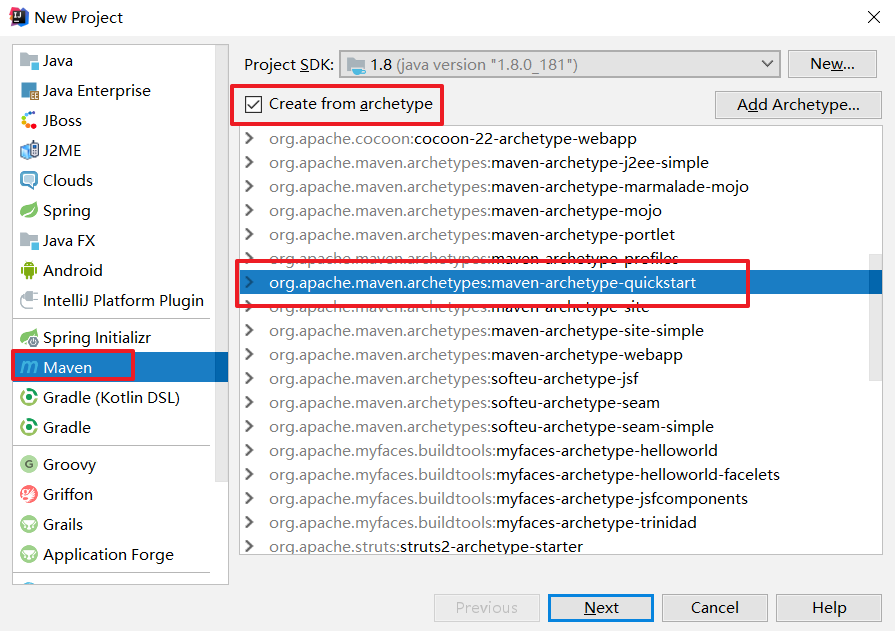 New Project
Java
Java Enterprise
JBoss
J2ME
Clouds
Spring
Java FX
Android
IntelliJ Platform Plugin
Spring Initializr
Maven
Gradle (Kotlin DSL)
Gradle
Groovy
Griffon
Grails
Application Forge
Project SDK: 1.8 (java version "1.8.0_181") New...
Create from archetype Add Archetype...
org.apache.cocoon:cocoon-22-archetype-webapp
org.apache.maven.archetypes:maven-archetype-j2ee-simple
org.apache.maven.archetypes:maven-archetype-marmalade-mojo
org.apache.maven.archetypes:maven-archetype-mojo
org.apache.maven.archetypes:maven-archetype-portlet
org.apache.maven.archetypes:maven-archetype-profiles
org.apache.maven.archetypes:maven-archetype-quickstart
org.apache.maven.archetypes:maven-archetype-site
org.apache.maven.archetypes:maven-archetype-site-simple
org.apache.maven.archetypes:maven-archetype-webapp
org.apache.maven.archetypes:softeu-archetype-jsf
org.apache.maven.archetypes:softeu-archetype-seam
org.apache.maven.archetypes:softeu-archetype-seam-simple
org.apache.myfaces.buildtools:myfaces-archetype-helloworld
org.apache.myfaces.buildtools:myfaces-archetype-helloworld-facelets
org.apache.myfaces.buildtools:myfaces-archetype-jsfcomponents
org.apache.myfaces.buildtools:myfaces-archetype-trinidad
org.apache.struts:struts2-archetype-starter
Previous Next Cancel Help